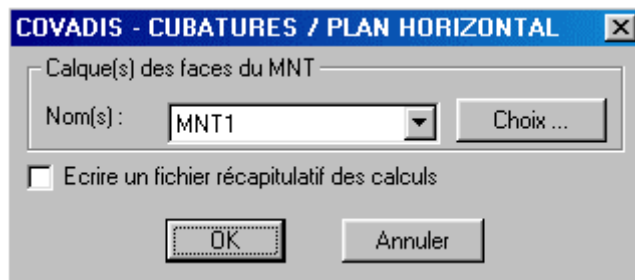 COVADIS - CUBATURES / PLAN HORIZONTAL
Calque(s) des faces du MNT
Nom(s) : MNT1 Choix ...
Ecrire un fichier récapitulatif des calculs
OK Annuler